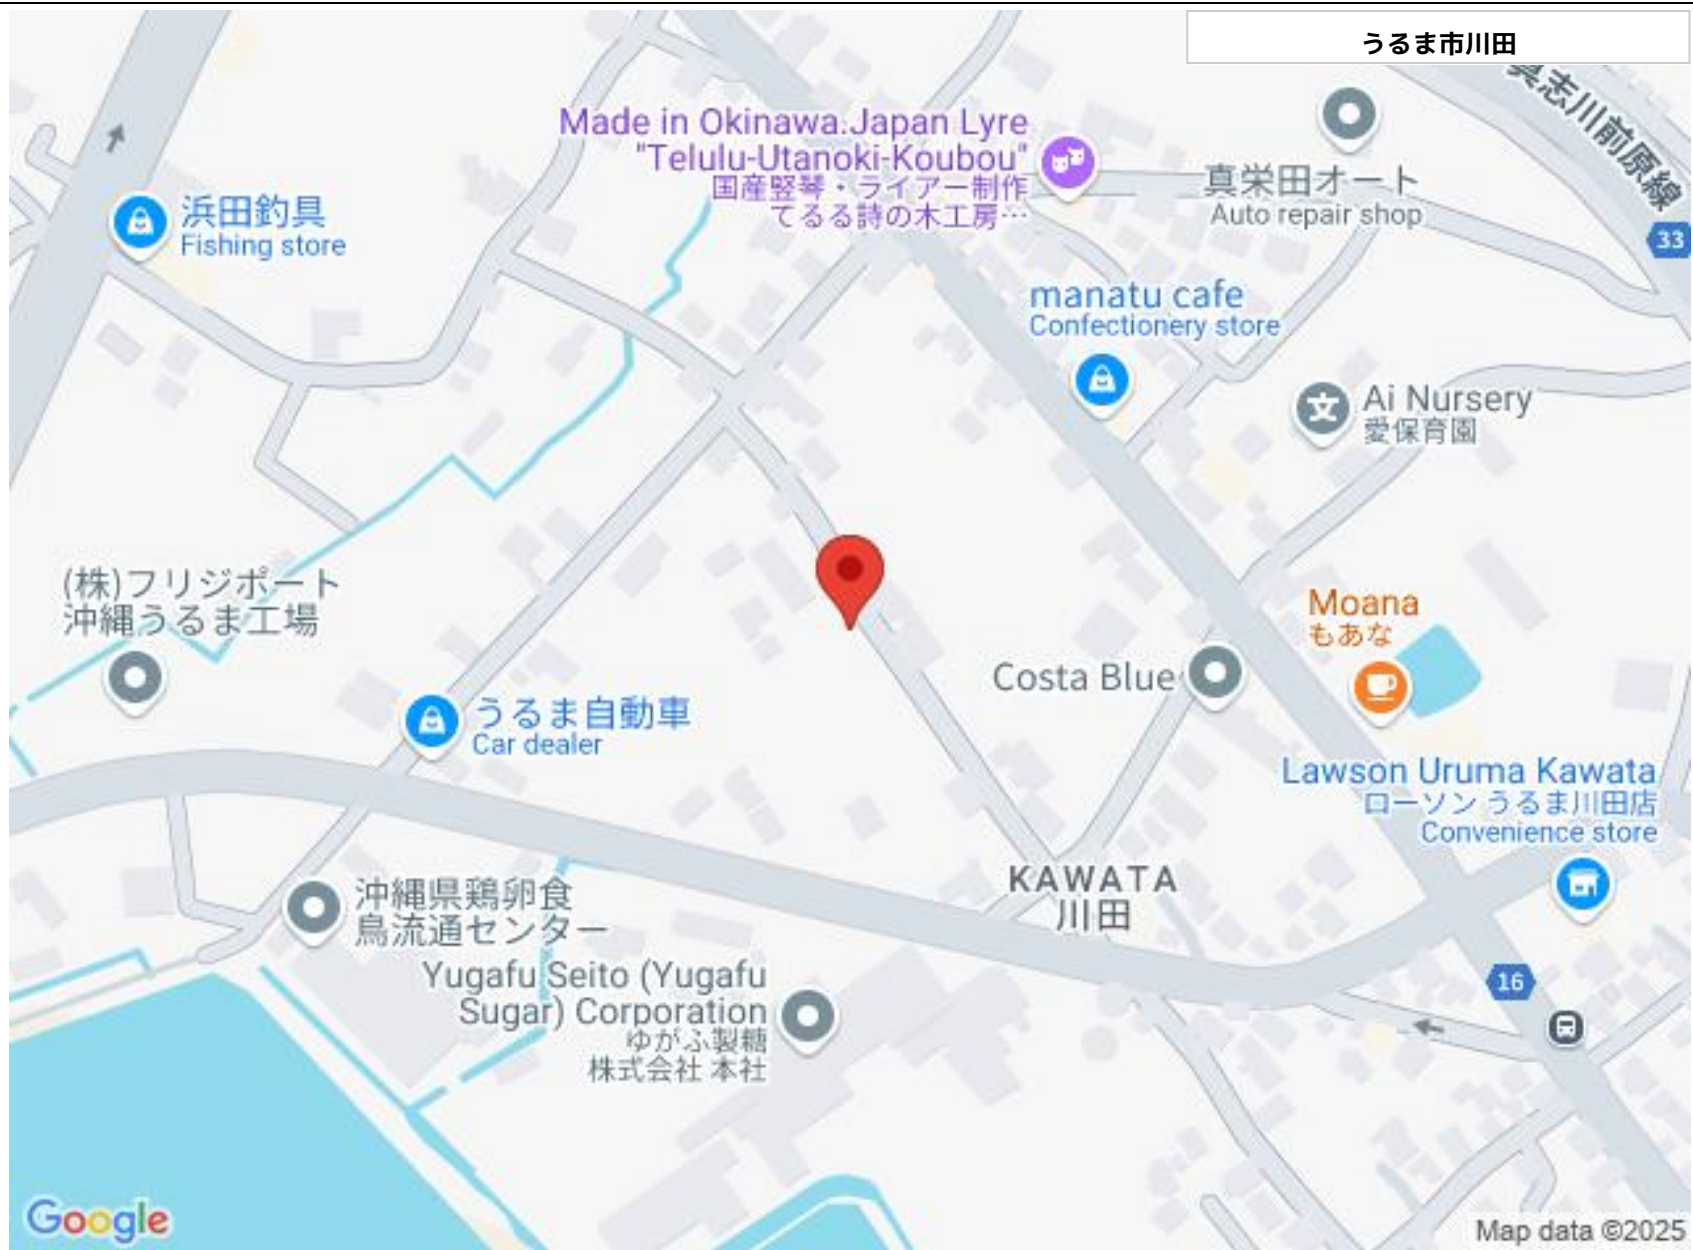 うるま市川田
具志川前原線
Made in Okinawa.Japan Lyre
"Telulu-Utanoki-Koubou"
国産竪琴・ライアー制作
てるる詩の木工房…
真栄田オート
Auto repair shop
浜田釣具
Fishing store
33
manatu cafe
Confectionery store
Ai Nursery
愛保育園
(株)フリジポート
沖縄うるま工場
Moana
もあな
Costa Blue
うるま自動車
Car dealer
Lawson Uruma Kawata
ローソン うるま川田店
Convenience store
KAWATA
川田
沖縄県鶏卵食
鳥流通センター
Yugafu Seito (Yugafu
Sugar) Corporation
ゆがふ製糖
株式会社 本社
16
Google
Map data ©2025